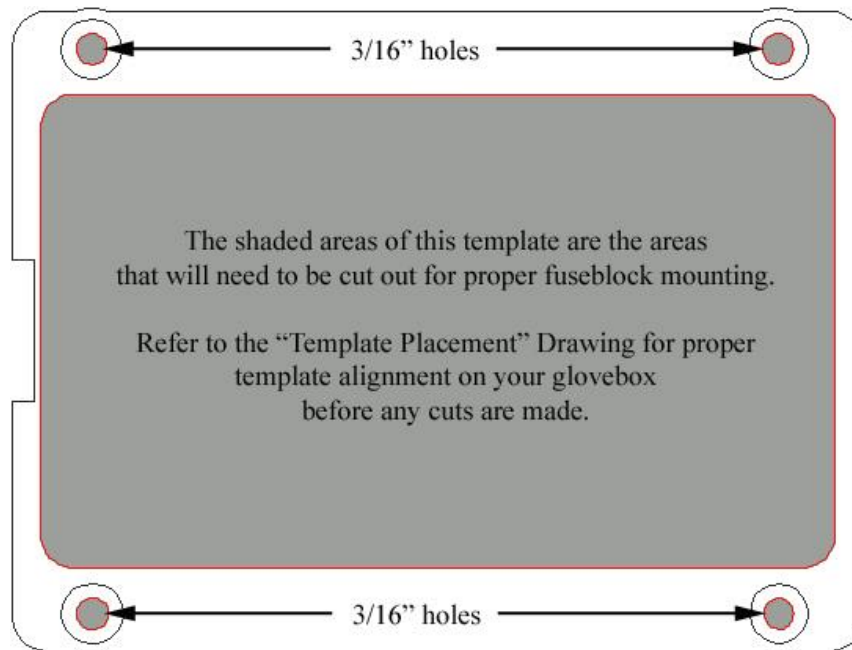 3/16” holes
The shaded areas of this template are the areas
that will need to be cut out for proper fuseblock mounting.
Refer to the “Template Placement” Drawing for proper
template alignment on your glovebox
before any cuts are made.
3/16” holes